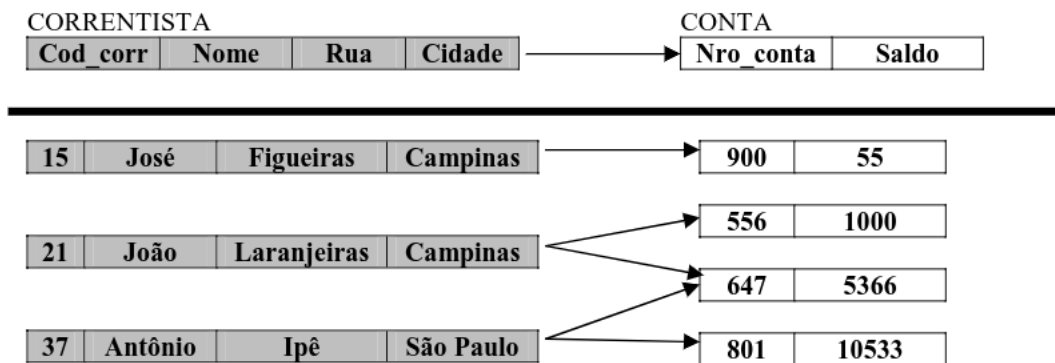 CORRENTISTA CONTA
Cod_corr Nome Rua Cidade Nro_conta Saldo
15 José Figueiras Campinas 900 55
556 1000
21 João Laranjeiras Campinas
647 5366
37 Antônio Ipê São Paulo 801 10533